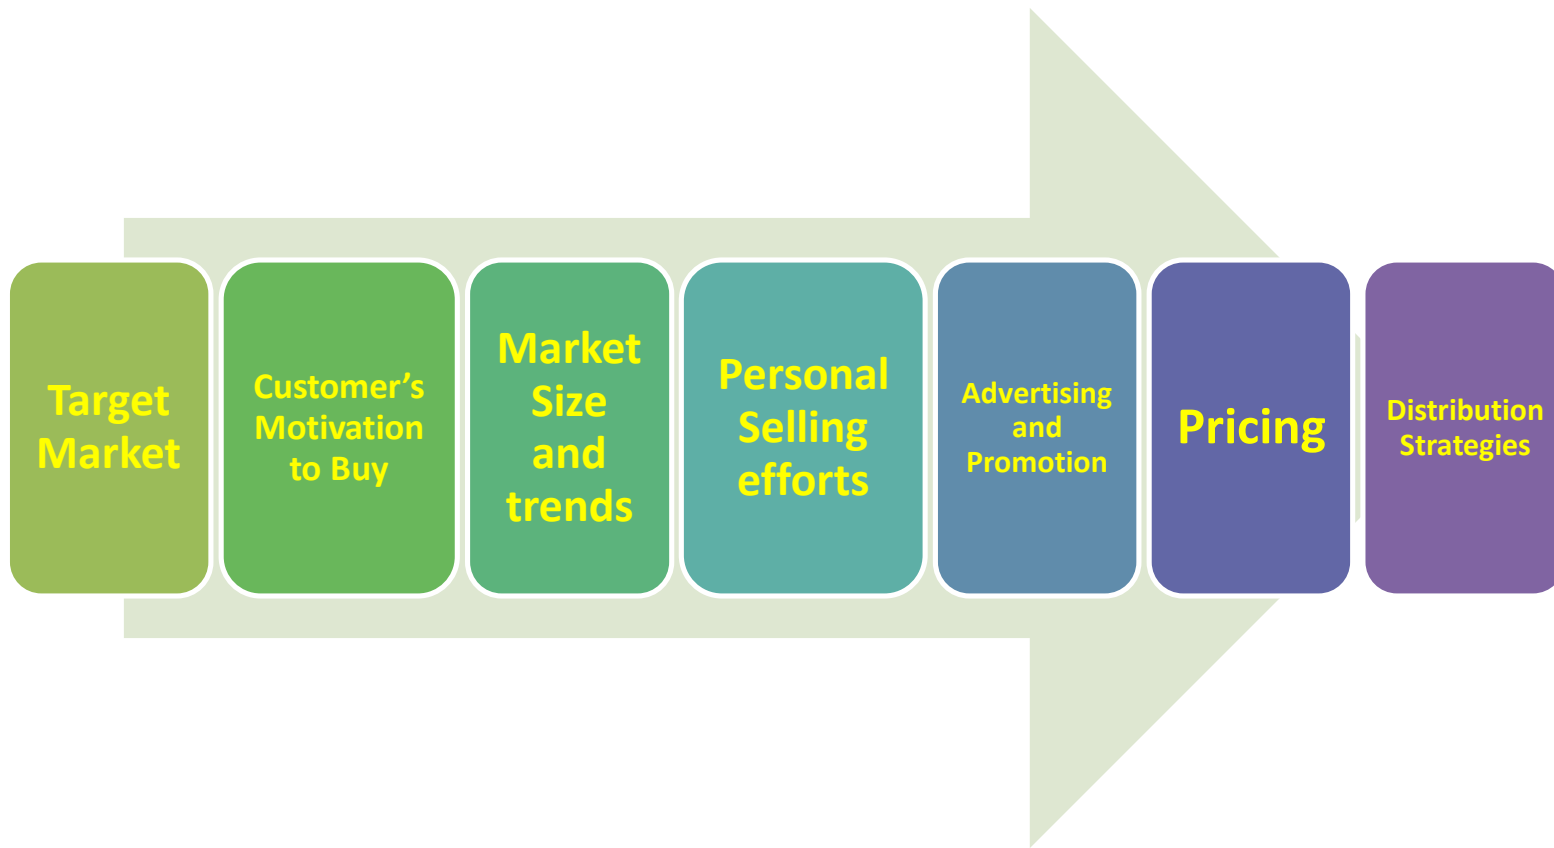 Target
Market
Customer’s
Motivation
to Buy
Market
Size
and
trends
Personal
Selling
efforts
Advertising
and
Promotion
Pricing
Distribution
Strategies